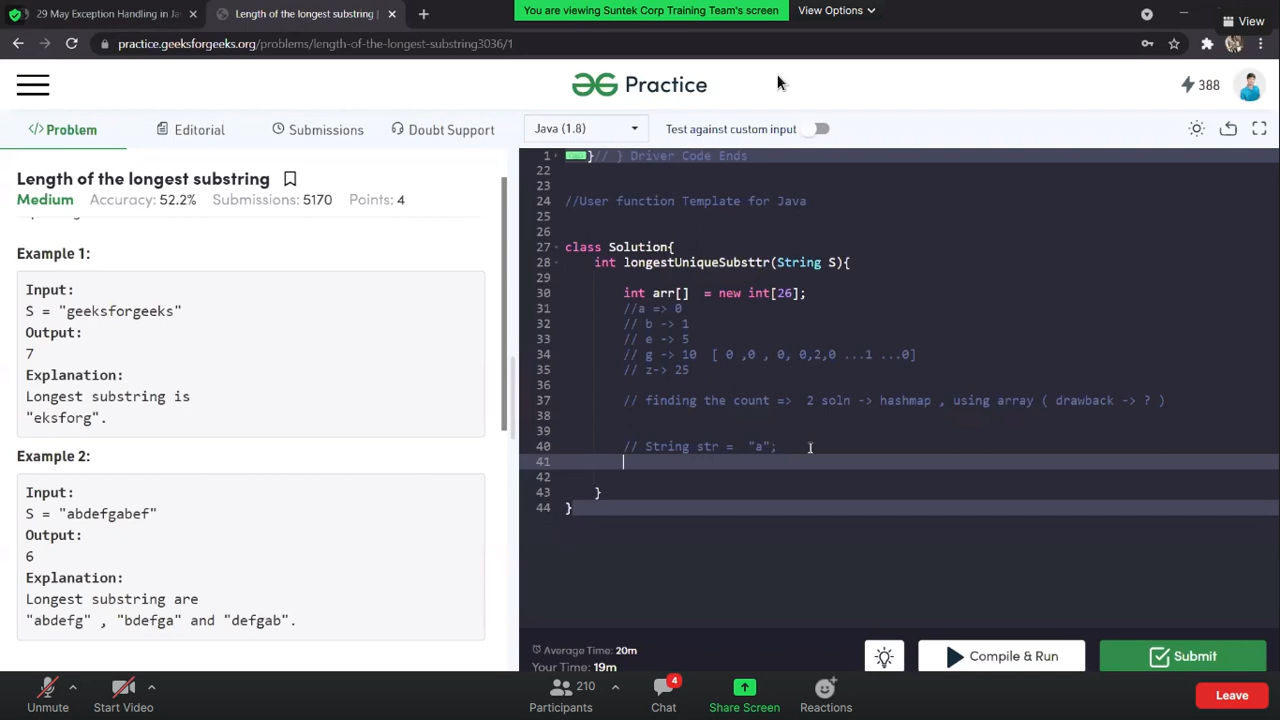 29 May Exception Handling in Ja
Length of the longest substring |
You are viewing Suntek Corp Training Team's screen
View Options
View
practice.geeksforgeeks.org/problems/length-of-the-longest-substring3036/1
Practice
388
Problem
Editorial
Submissions
Doubt Support
Java (1.8)
Test against custom input
Length of the longest substring
Medium Accuracy: 52.2% Submissions: 5170 Points: 4
Example 1:
Input:
S = "geeksforgeeks"
Output:
7
Explanation:
Longest substring is
"eksforg".
Example 2:
Input:
S = "abdefgabef"
Output:
6
Explanation:
Longest substring are
"abdefg" , "bdefga" and "defgab".
1 }// } Driver Code Ends
22
23
24 //User function Template for Java
25
26
27 class Solution{
28 int longestUniqueSubsttr(String S){
29
30 int arr[]  = new int[26];
31 //a => 0
32 // b -> 1
33 // e -> 5
34 // g -> 10  [ 0 ,0 , 0, 0,2,0 ...1 ...0]
35 // z-> 25
36
37 // finding the count =>  2 soln -> hashmap , using array ( drawback -> ? )
38
39
40 // String str =  "a";
41
42
43 }
44 }
Average Time: 20m
Your Time: 19m
Compile & Run
Submit
Unmute
Start Video
210
Participants
4
Chat
Share Screen
Reactions
Leave